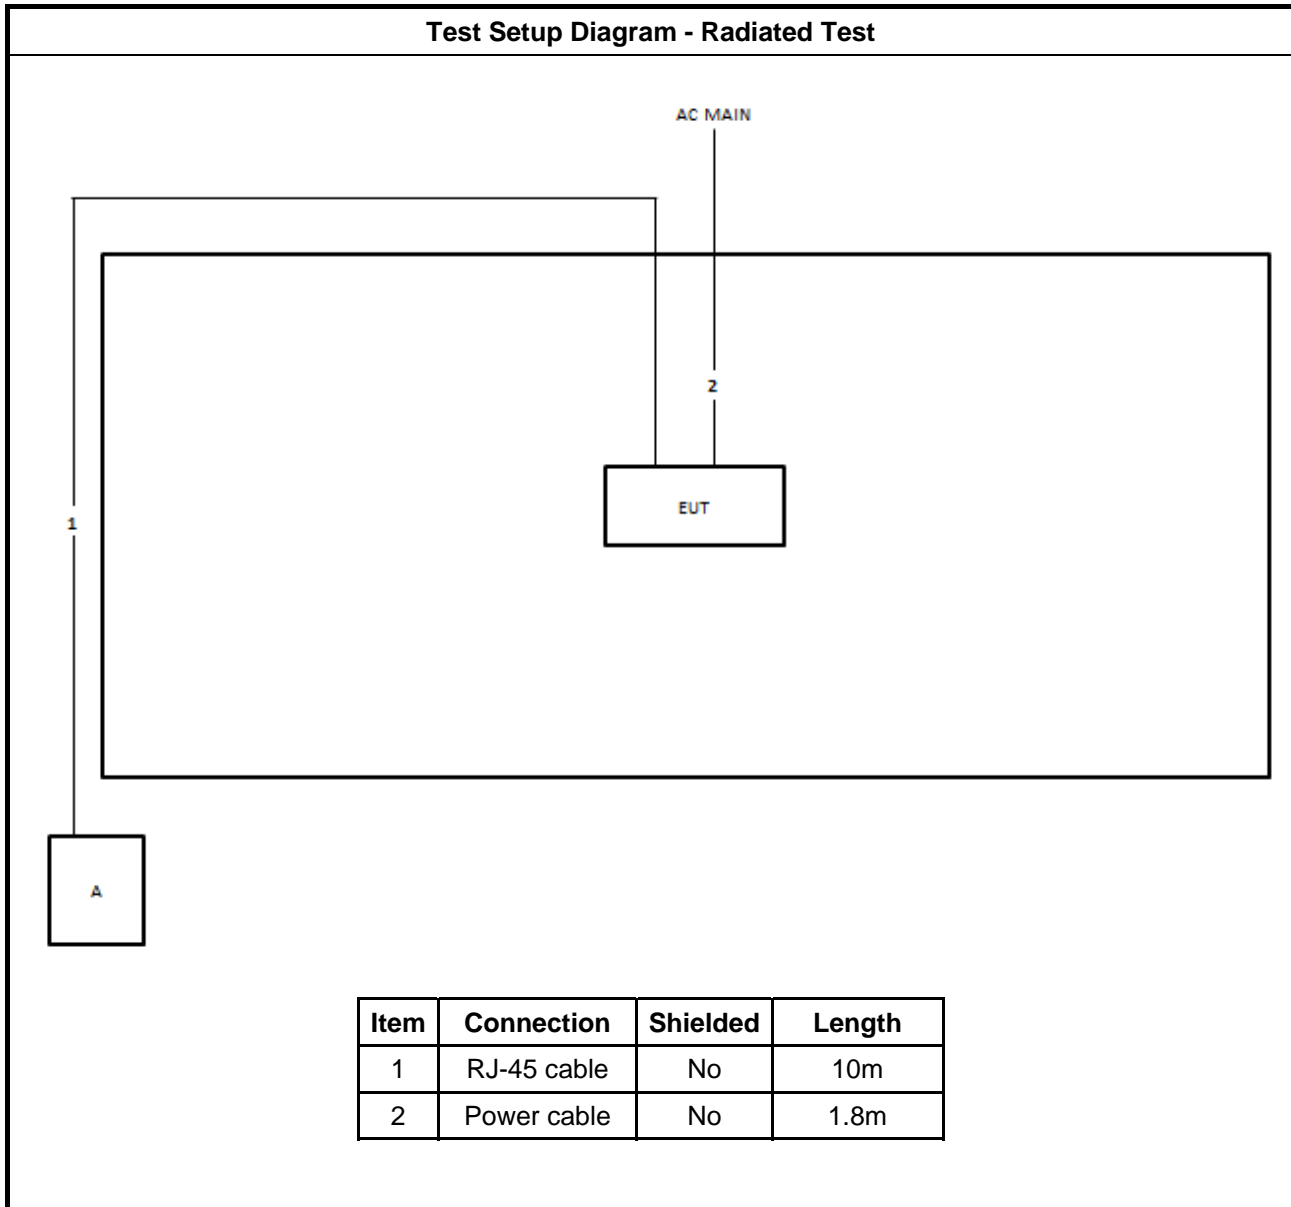 Test Setup Diagram - Radiated Test
AC MAIN
2
EUT
1
A
Item Connection Shielded Length
1 RJ-45 cable No 10m
2 Power cable No 1.8m